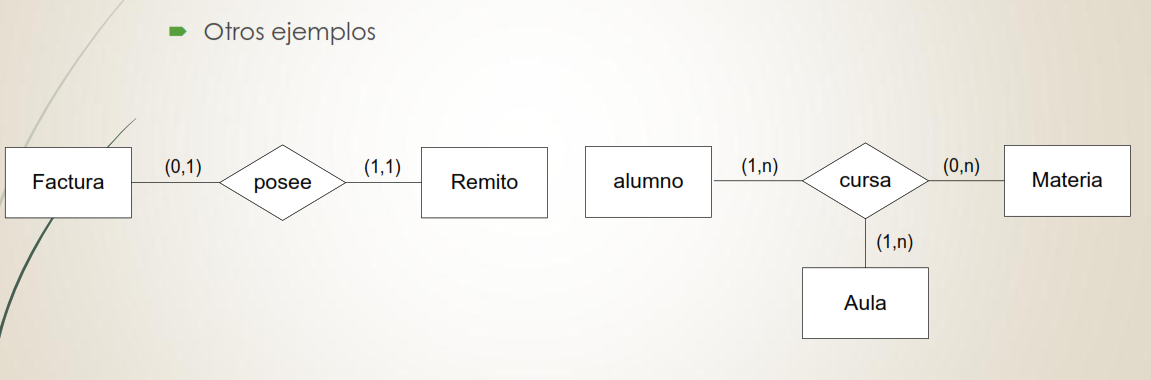 Otros ejemplos
Factura (0,1) posee (1,1) Remito
alumno (1,n) cursa (0,n) Materia
(1,n)
Aula